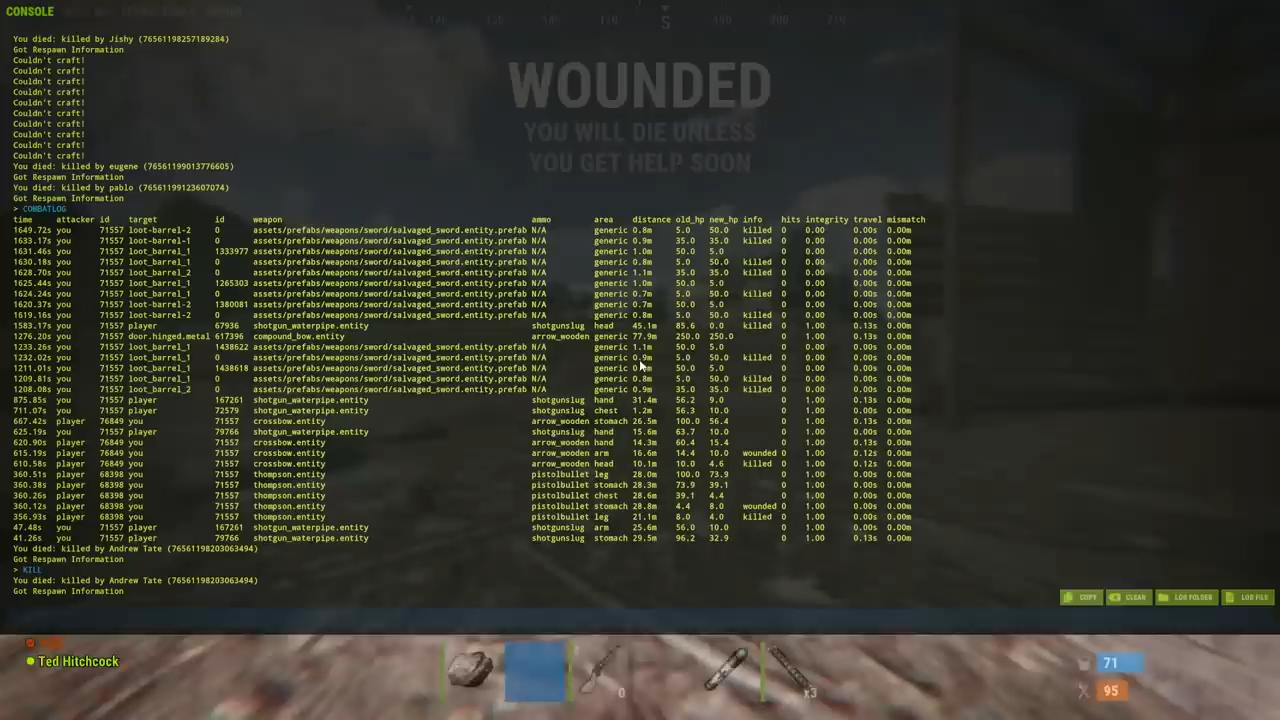 CONSOLE
S
You died: killed by Jishy (76561198257189284)
Got Respawn Information
Couldn't craft!
Couldn't craft!
Couldn't craft!
Couldn't craft!
Couldn't craft!
Couldn't craft!
Couldn't craft!
Couldn't craft!
Couldn't craft!
Couldn't craft!
WOUNDED
YOU WILL DIE UNLESS
YOU GET HELP SOON
You died: killed by eugene (76561199013776605)
Got Respawn Information
You died: killed by pablo (76561199123607074)
Got Respawn Information
> COMBATLOG
time attacker id target id weapon ammo area distance old_hp new_hp info hits integrity travel mismatch
1649.72s you 71557 loot-barrel-2 0 assets/prefabs/weapons/sword/salvaged_sword.entity.prefab N/A generic 0.8m 5.0 50.0 killed 0 0.00 0.00s 0.00m
1633.17s you 71557 loot-barrel_1 0 assets/prefabs/weapons/sword/salvaged_sword.entity.prefab N/A generic 0.9m 35.0 35.0 killed 0 0.00 0.00s 0.00m
1631.46s you 71557 loot_barrel_1 1333977 assets/prefabs/weapons/sword/salvaged_sword.entity.prefab N/A generic 1.0m 50.0 5.0 0 0.00 0.00s 0.00m
1630.18s you 71557 loot_barrel_1 0 assets/prefabs/weapons/sword/salvaged_sword.entity.prefab N/A generic 0.8m 5.0 50.0 killed 0 0.00 0.00s 0.00m
1628.70s you 71557 loot_barrel_2 0 assets/prefabs/weapons/sword/salvaged_sword.entity.prefab N/A generic 1.1m 35.0 35.0 killed 0 0.00 0.00s 0.00m
1625.44s you 71557 loot_barrel_1 1265303 assets/prefabs/weapons/sword/salvaged_sword.entity.prefab N/A generic 1.0m 50.0 5.0 0 0.00 0.00s 0.00m
1624.24s you 71557 loot_barrel_1 0 assets/prefabs/weapons/sword/salvaged_sword.entity.prefab N/A generic 0.7m 5.0 50.0 killed 0 0.00 0.00s 0.00m
1620.37s you 71557 loot-barrel-2 1380081 assets/prefabs/weapons/sword/salvaged_sword.entity.prefab N/A generic 0.7m 50.0 5.0 0 0.00 0.00s 0.00m
1619.16s you 71557 loot-barrel-2 0 assets/prefabs/weapons/sword/salvaged_sword.entity.prefab N/A generic 0.8m 5.0 50.0 killed 0 0.00 0.00s 0.00m
1583.17s you 71557 player 67936 shotgun_waterpipe.entity shotgunslug head 45.1m 85.6 0.0 killed 0 1.00 0.13s 0.00m
1276.20s you 71557 door.hinged.metal 617396 compound_bow.entity arrow_wooden generic 77.9m 250.0 250.0 0 1.00 0.13s 0.00m
1233.26s you 71557 loot_barrel_1 1438622 assets/prefabs/weapons/sword/salvaged_sword.entity.prefab N/A generic 1.1m 50.0 5.0 0 0.00 0.00s 0.00m
1232.02s you 71557 loot_barrel_1 0 assets/prefabs/weapons/sword/salvaged_sword.entity.prefab N/A generic 0.9m 5.0 50.0 killed 0 0.00 0.00s 0.00m
1211.01s you 71557 loot_barrel_1 1438618 assets/prefabs/weapons/sword/salvaged_sword.entity.prefab N/A generic 50.0 5.0 0 0.00 0.00s 0.00m
1209.81s you 71557 loot_barrel_1 0 assets/prefabs/weapons/sword/salvaged_sword.entity.prefab N/A generic 0.8m 5.0 50.0 killed 0 0.00 0.00s 0.00m
1208.08s you 71557 loot_barrel_2 0 assets/prefabs/weapons/sword/salvaged_sword.entity.prefab N/A generic 0.9m 35.0 35.0 killed 0 0.00 0.00s 0.00m
875.85s you 71557 player 167261 shotgun_waterpipe.entity shotgunslug hand 31.4m 56.2 9.0 0 1.00 0.13s 0.00m
711.07s you 71557 player 72579 shotgun_waterpipe.entity shotgunslug chest 1.2m 56.3 10.0 0 1.00 0.00s 0.00m
667.42s player 76849 you 71557 crossbow.entity arrow_wooden stomach 26.5m 100.0 56.4 0 1.00 0.00s 0.00m
625.19s you 71557 player 79766 shotgun_waterpipe.entity shotgunslug hand 15.6m 63.7 10.0 0 1.00 0.13s 0.00m
620.90s player 76849 you 71557 crossbow.entity arrow_wooden hand 14.3m 60.4 15.4 0 1.00 0.13s 0.00m
615.19s player 76849 you 71557 crossbow.entity arrow_wooden arm 16.6m 14.4 10.0 wounded 0 1.00 0.12s 0.00m
610.58s player 76849 you 71557 crossbow.entity arrow_wooden head 10.1m 10.0 4.6 killed 0 1.00 0.12s 0.00m
360.51s player 68398 you 71557 thompson.entity pistolbullet leg 28.0m 100.0 73.9 0 1.00 0.00s 0.00m
360.38s player 68398 you 71557 thompson.entity pistolbullet stomach 28.3m 73.9 39.1 0 1.00 0.00s 0.00m
360.26s player 68398 you 71557 thompson.entity pistolbullet chest 28.6m 39.1 4.4 0 1.00 0.00s 0.00m
360.12s player 68398 you 71557 thompson.entity pistolbullet stomach 28.8m 4.4 8.0 wounded 0 1.00 0.00s 0.00m
356.93s player 68398 you 71557 thompson.entity pistolbullet leg 21.1m 8.0 4.0 killed 0 1.00 0.00s 0.00m
47.48s you 71557 player 167261 shotgun_waterpipe.entity shotgunslug arm 25.6m 56.0 10.0 0 1.00 0.00s 0.00m
41.26s you 71557 player 79766 shotgun_waterpipe.entity shotgunslug stomach 29.5m 96.2 32.9 0 1.00 0.13s 0.00m
You died: killed by Andrew Tate (76561198203063494)
Got Respawn Information
> KILL
You died: killed by Andrew Tate (76561198203063494)
Got Respawn Information
COPY CLEAR LOG FOLDER LOG FILE
Ted Hitchcock
0
x3
71
95